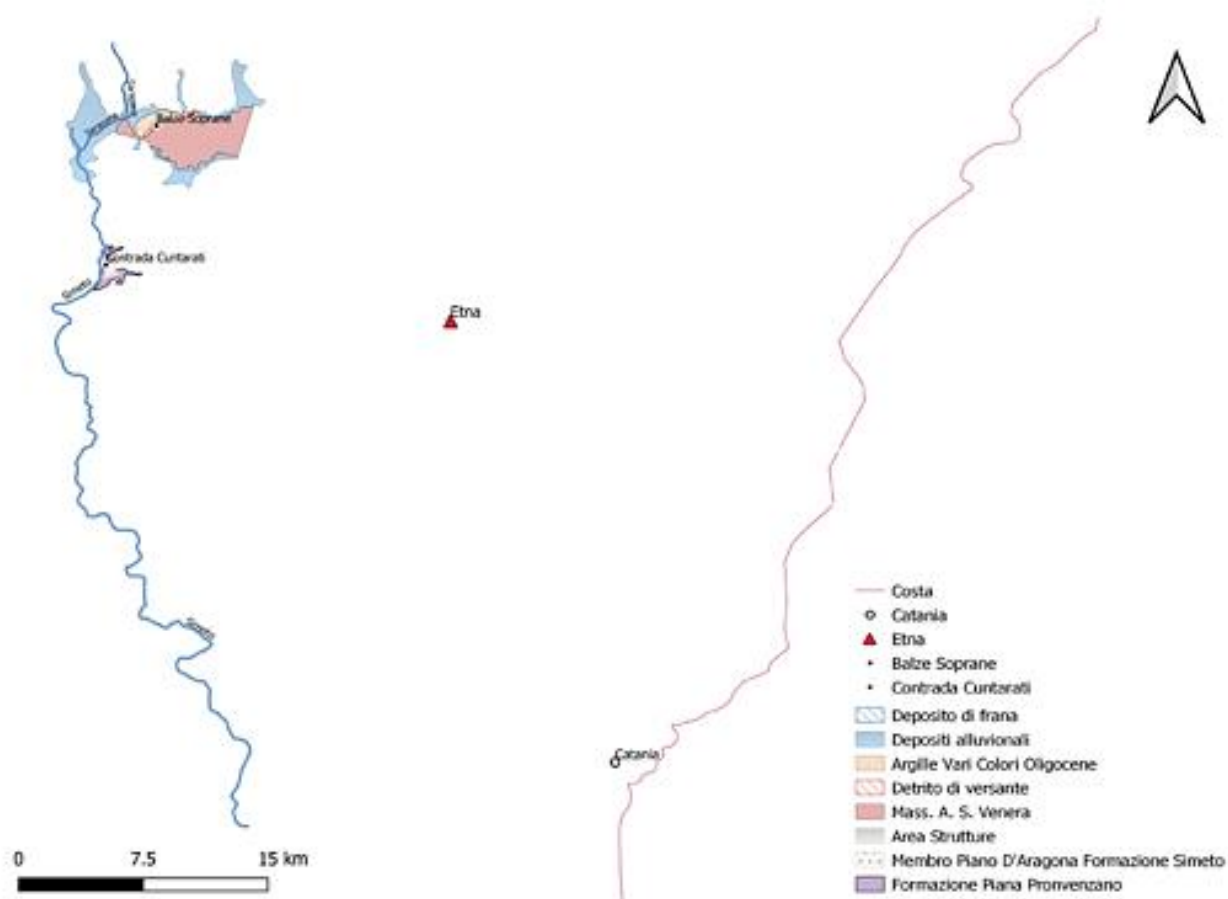 Balze Soprane
Contrada Cuntarati
Simeto
Etna
Simeto
Catania
Costa
Catania
Etna
Balze Soprane
Contrada Cuntarati
Deposito di frana
Depositi alluvionali
Argille Vari Colori Oligocene
Detrito di versante
Mass. A. S. Venera
Area Strutture
Membro Piano D'Aragona Formazione Simeto
Formazione Piana Pronvenzano
0 7.5 15 km